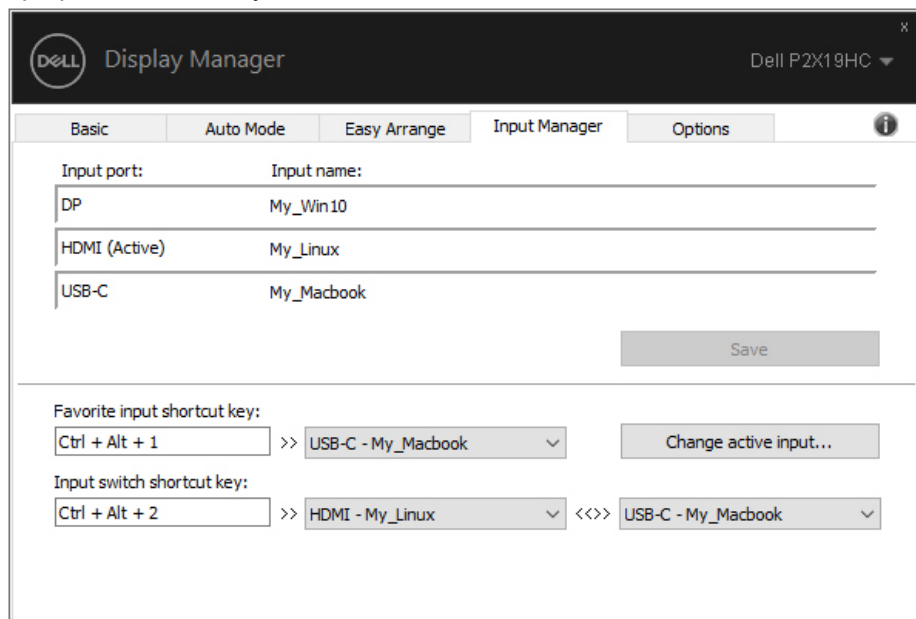 DELL Display Manager
x
Dell P2X19HC
Basic Auto Mode Easy Arrange Input Manager Options i
Input port: Input name:
DP My_Win10
HDMI (Active) My_Linux
USB-C My_Macbook
Save
Favorite input shortcut key:
Ctrl + Alt + 1 >> USB-C - My_Macbook Change active input...
Input switch shortcut key:
Ctrl + Alt + 2 >> HDMI - My_Linux <<>> USB-C - My_Macbook